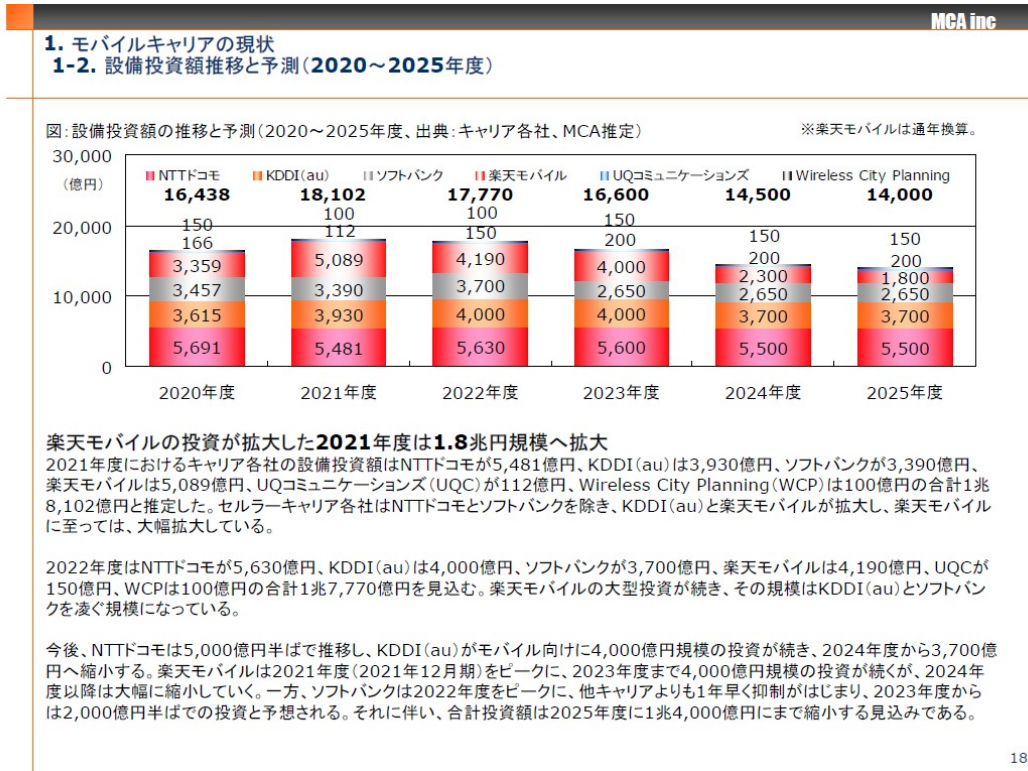 MCA inc
1. モバイルキャリアの現状
1-2. 設備投資額推移と予測(2020～2025年度)
図:設備投資額の推移と予測(2020～2025年度、出典:キャリア各社、MCA推定)
※楽天モバイルは通年換算。
30,000
(億円)
20,000
10,000
0
NTTドコモ KDDI(au) ソフトバンク 楽天モバイル UQコミュニケーションズ Wireless City Planning
16,438 18,102 17,770 16,600 14,500 14,000
150 100 100 150 150 150
166 112 150 200 200 200
3,359 5,089 4,190 4,000 2,300 1,800
3,457 3,390 3,700 2,650 2,650 2,650
3,615 3,930 4,000 4,000 3,700 3,700
5,691 5,481 5,630 5,600 5,500 5,500
2020年度 2021年度 2022年度 2023年度 2024年度 2025年度
楽天モバイルの投資が拡大した2021年度は1.8兆円規模へ拡大
2021年度におけるキャリア各社の設備投資額はNTTドコモが5,481億円、KDDI(au)は3,930億円、ソフトバンクが3,390億円、
楽天モバイルは5,089億円、UQコミュニケーションズ(UQC)が112億円、Wireless City Planning(WCP)は100億円の合計1兆
8,102億円と推定した。セルラーキャリア各社はNTTドコモとソフトバンクを除き、KDDI(au)と楽天モバイルが拡大し、楽天モバイル
に至っては、大幅拡大している。
2022年度はNTTドコモが5,630億円、KDDI(au)は4,000億円、ソフトバンクが3,700億円、楽天モバイルは4,190億円、UQCが
150億円、WCPは100億円の合計1兆7,770億円を見込む。楽天モバイルの大型投資が続き、その規模はKDDI(au)とソフトバン
クを凌ぐ規模になっている。
今後、NTTドコモは5,000億円半ばで推移し、KDDI(au)がモバイル向けに4,000億円規模の投資が続き、2024年度から3,700億
円へ縮小する。楽天モバイルは2021年度(2021年12月期)をピークに、2023年度まで4,000億円規模の投資が続くが、2024年
度以降は大幅に縮小していく。一方、ソフトバンクは2022年度をピークに、他キャリアよりも1年早く抑制がはじまり、2023年度から
は2,000億円半ばでの投資と予想される。それに伴い、合計投資額は2025年度に1兆4,000億円にまで縮小する見込みである。
18